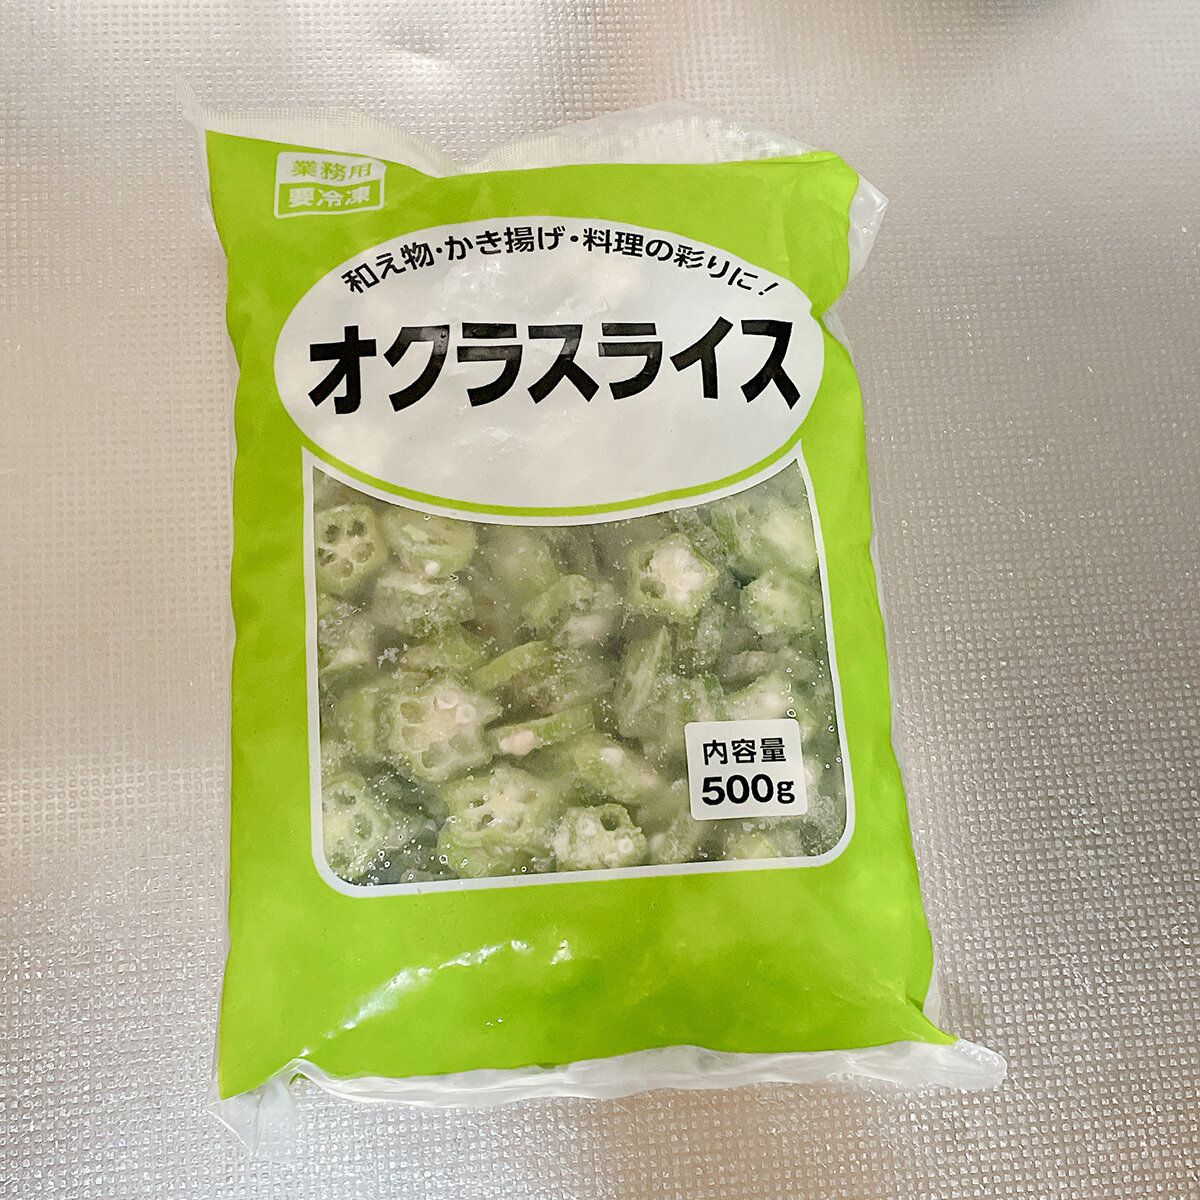 業務用
要冷凍
和え物・かき揚げ・料理の彩りに!
オクラスライス
内容量
500g